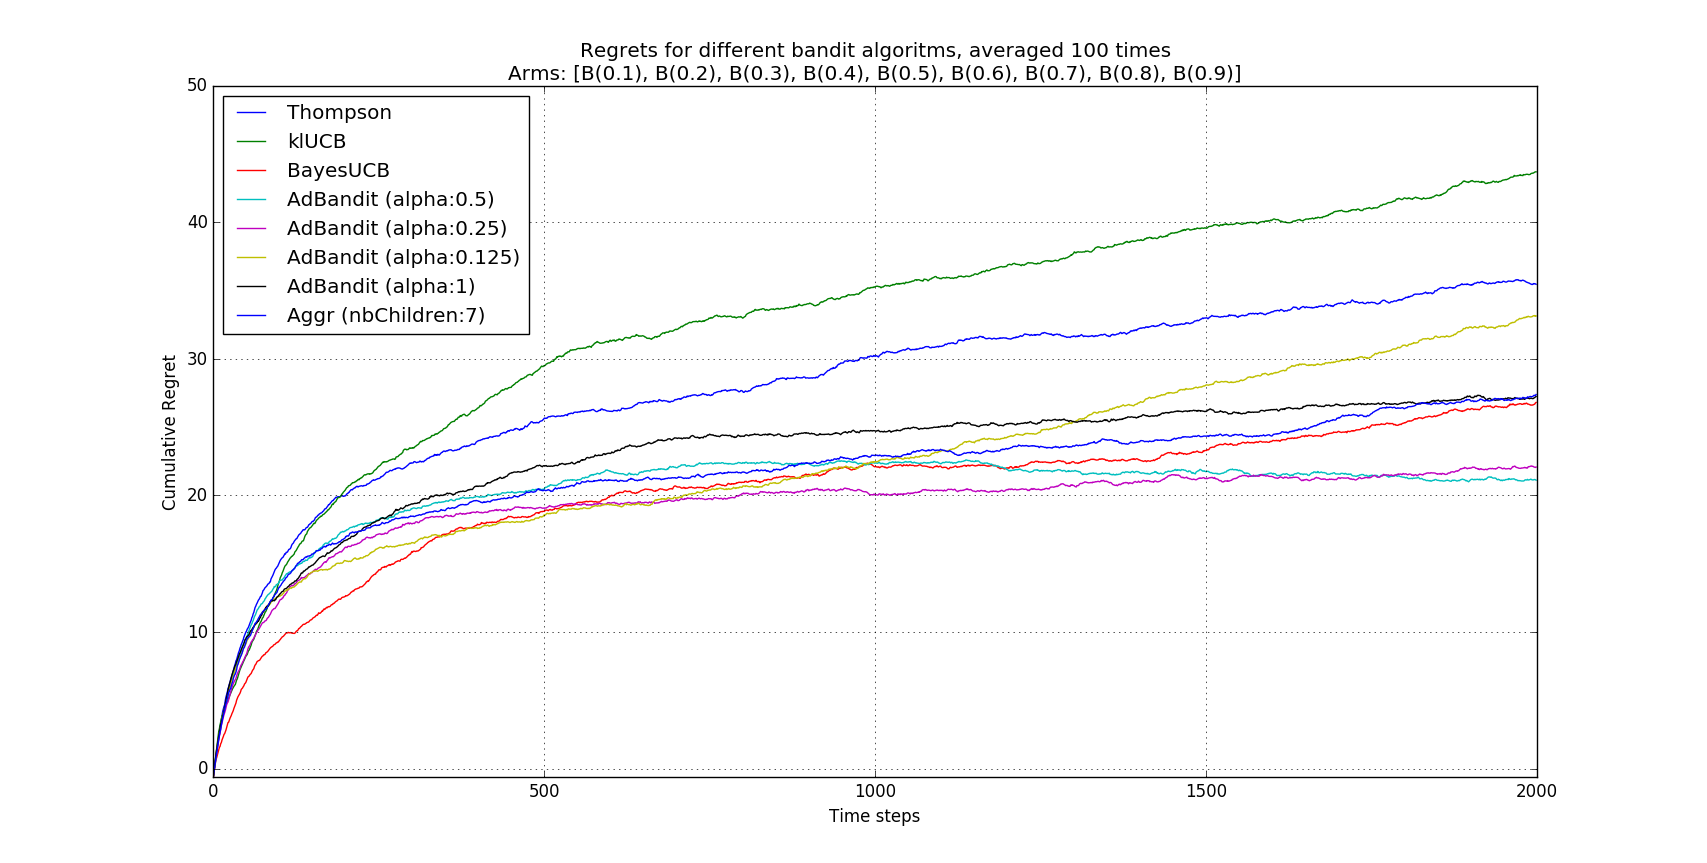 Regrets for different bandit algoritms, averaged 100 times
Arms: [B(0.1), B(0.2), B(0.3), B(0.4), B(0.5), B(0.6), B(0.7), B(0.8), B(0.9)]
50
40
30
20
10
0
Cumulative Regret
Thompson
klUCB
BayesUCB
AdBandit (alpha:0.5)
AdBandit (alpha:0.25)
AdBandit (alpha:0.125)
AdBandit (alpha:1)
Aggr (nbChildren:7)
0 500 1000 1500 2000
Time steps